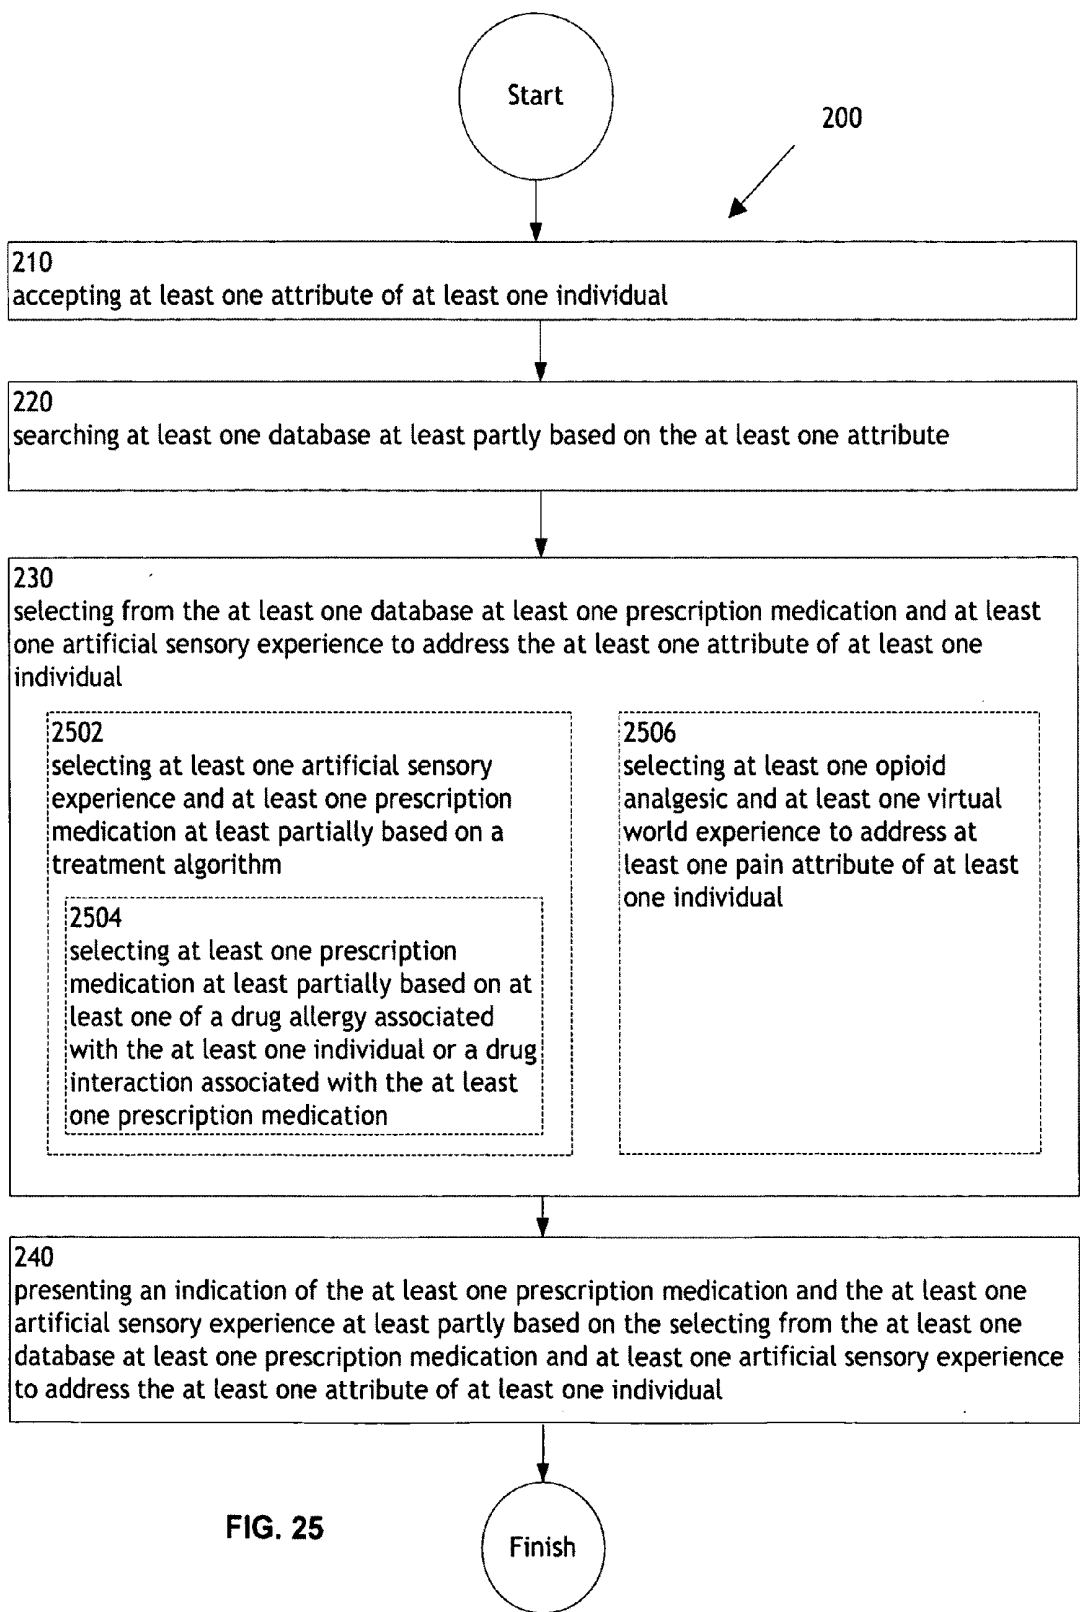 Start
200
210
accepting at least one attribute of at least one individual
220
searching at least one database at least partly based on the at least one attribute
230
selecting from the at least one database at least one prescription medication and at least
one artificial sensory experience to address the at least one attribute of at least one
individual
2502
selecting at least one artificial sensory
experience and at least one prescription
medication at least partially based on a
treatment algorithm
2504
selecting at least one prescription
medication at least partially based on at
least one of a drug allergy associated
with the at least one individual or a drug
interaction associated with the at least
one prescription medication
2506
selecting at least one opioid
analgesic and at least one virtual
world experience to address at
least one pain attribute of at least
one individual
240
presenting an indication of the at least one prescription medication and the at least one
artificial sensory experience at least partly based on the selecting from the at least one
database at least one prescription medication and at least one artificial sensory experience
to address the at least one attribute of at least one individual
FIG. 25
Finish